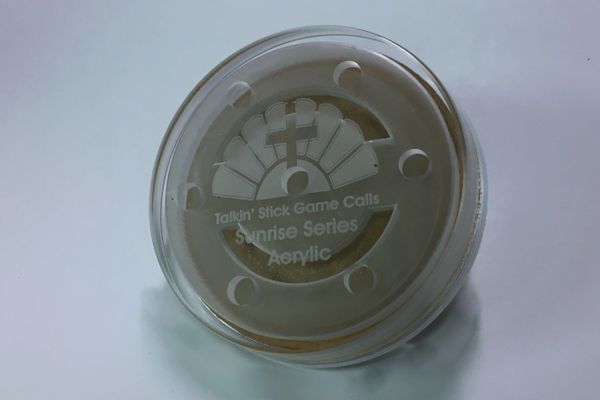 Talkin' Stick Game Calls
Sunrise Series
Acrylic